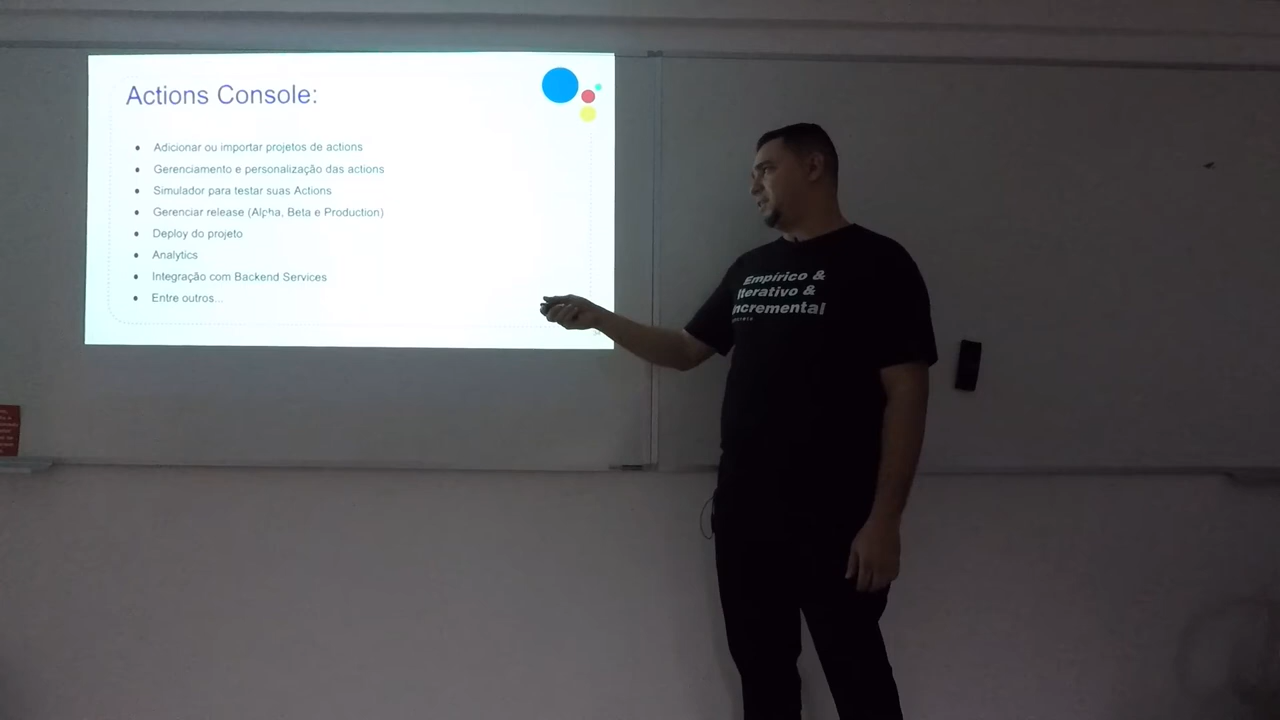 Actions Console:
● Adicionar ou importar projetos de actions
● Gerenciamento e personalização das actions
● Simulador para testar suas Actions
● Gerenciar release (Alpha, Beta e Production)
● Deploy do projeto
● Analytics
● Integração com Backend Services
● Entre outros...
Empírico &
Iterativo &
Incremental